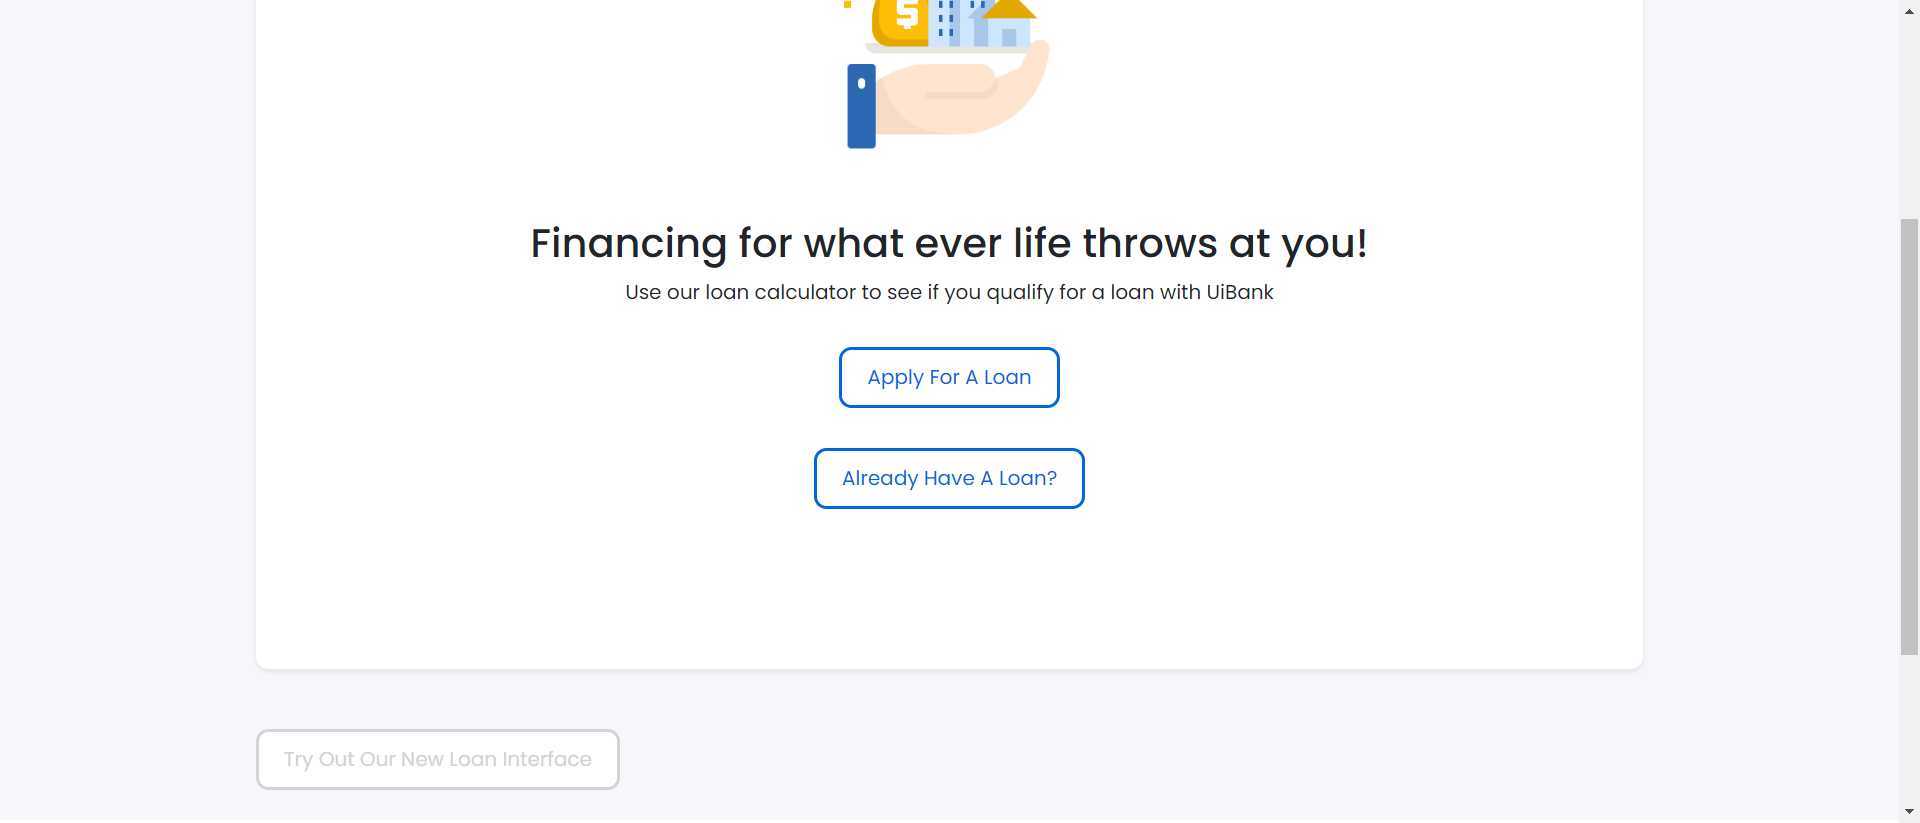 $
Financing for what ever life throws at you!
Use our loan calculator to see if you qualify for a loan with UiBank
Apply For A Loan
Already Have A Loan?
Try Out Our New Loan Interface